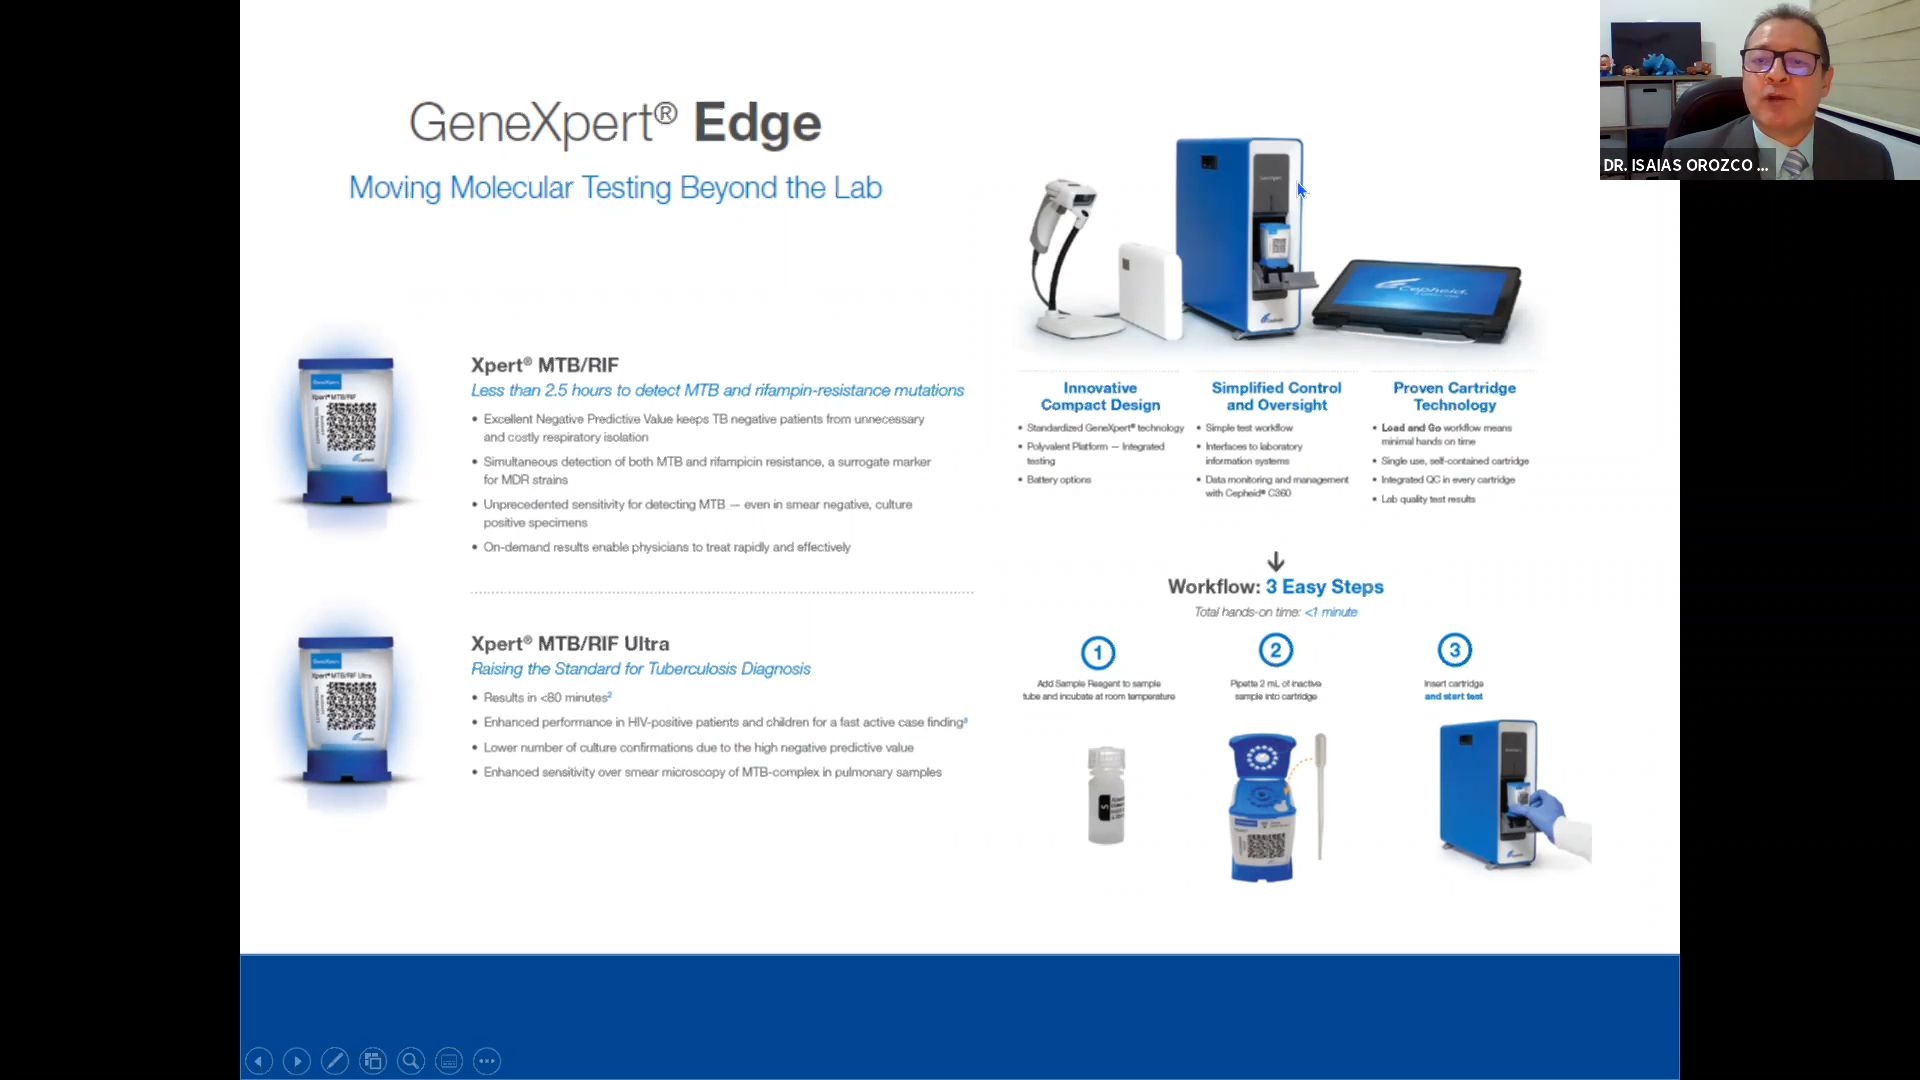 GeneXpert® Edge
Moving Molecular Testing Beyond the Lab
DR. ISAIAS OROZCO ...
Cepheid.
Xpert® MTB/RIF
Less than 2.5 hours to detect MTB and rifampin-resistance mutations
• Excellent Negative Predictive Value keeps TB negative patients from unnecessary
and costly respiratory isolation
• Simultaneous detection of both MTB and rifampicin resistance, a surrogate marker
for MDR strains
• Unprecedented sensitivity for detecting MTB — even in smear negative, culture
positive specimens
• On-demand results enable physicians to treat rapidly and effectively
Xpert® MTB/RIF
Xpert® MTB/RIF Ultra
Raising the Standard for Tuberculosis Diagnosis
• Results in <80 minutes²
• Enhanced performance in HIV-positive patients and children for a fast active case finding³
• Lower number of culture confirmations due to the high negative predictive value
• Enhanced sensitivity over smear microscopy of MTB-complex in pulmonary samples
Xpert® MTB/RIF Ultra
Innovative
Compact Design
• Standardized GeneXpert® technology
• Polyvalent Platform — Integrated
testing
• Battery options
Simplified Control
and Oversight
• Simple test workflow
• Interfaces to laboratory
information systems
• Data monitoring and management
with Cepheid® C360
Proven Cartridge
Technology
• Load and Go workflow means
minimal hands on time
• Single use, self-contained cartridge
• Integrated QC in every cartridge
• Lab quality test results
Workflow: 3 Easy Steps
Total hands-on time: <1 minute
1
Add Sample Reagent to sample
tube and incubate at room temperature
2
Pipette 2 mL of inactive
sample into cartridge
3
Insert cartridge
and start test